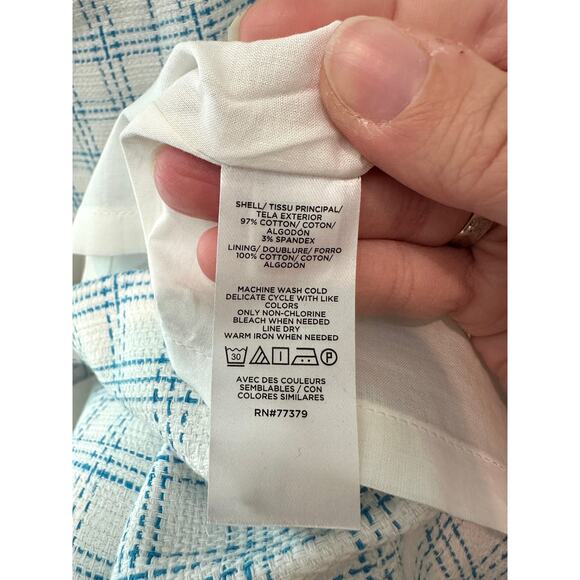 SHELL/ TISSU PRINCIPAL/
TELA EXTERIOR
97% COTTON/ COTON/
ALGODÓN
3% SPANDEX
LINING/ DOUBLURE/ FORRO
100% COTTON/ COTON/
ALGODÓN
MACHINE WASH COLD
DELICATE CYCLE WITH LIKE
COLORS
ONLY NON-CHLORINE
BLEACH WHEN NEEDED
LINE DRY
WARM IRON WHEN NEEDED
30 P
AVEC DES COULEURS
SEMBLABLES / CON
COLORES SIMILARES
RN#77379